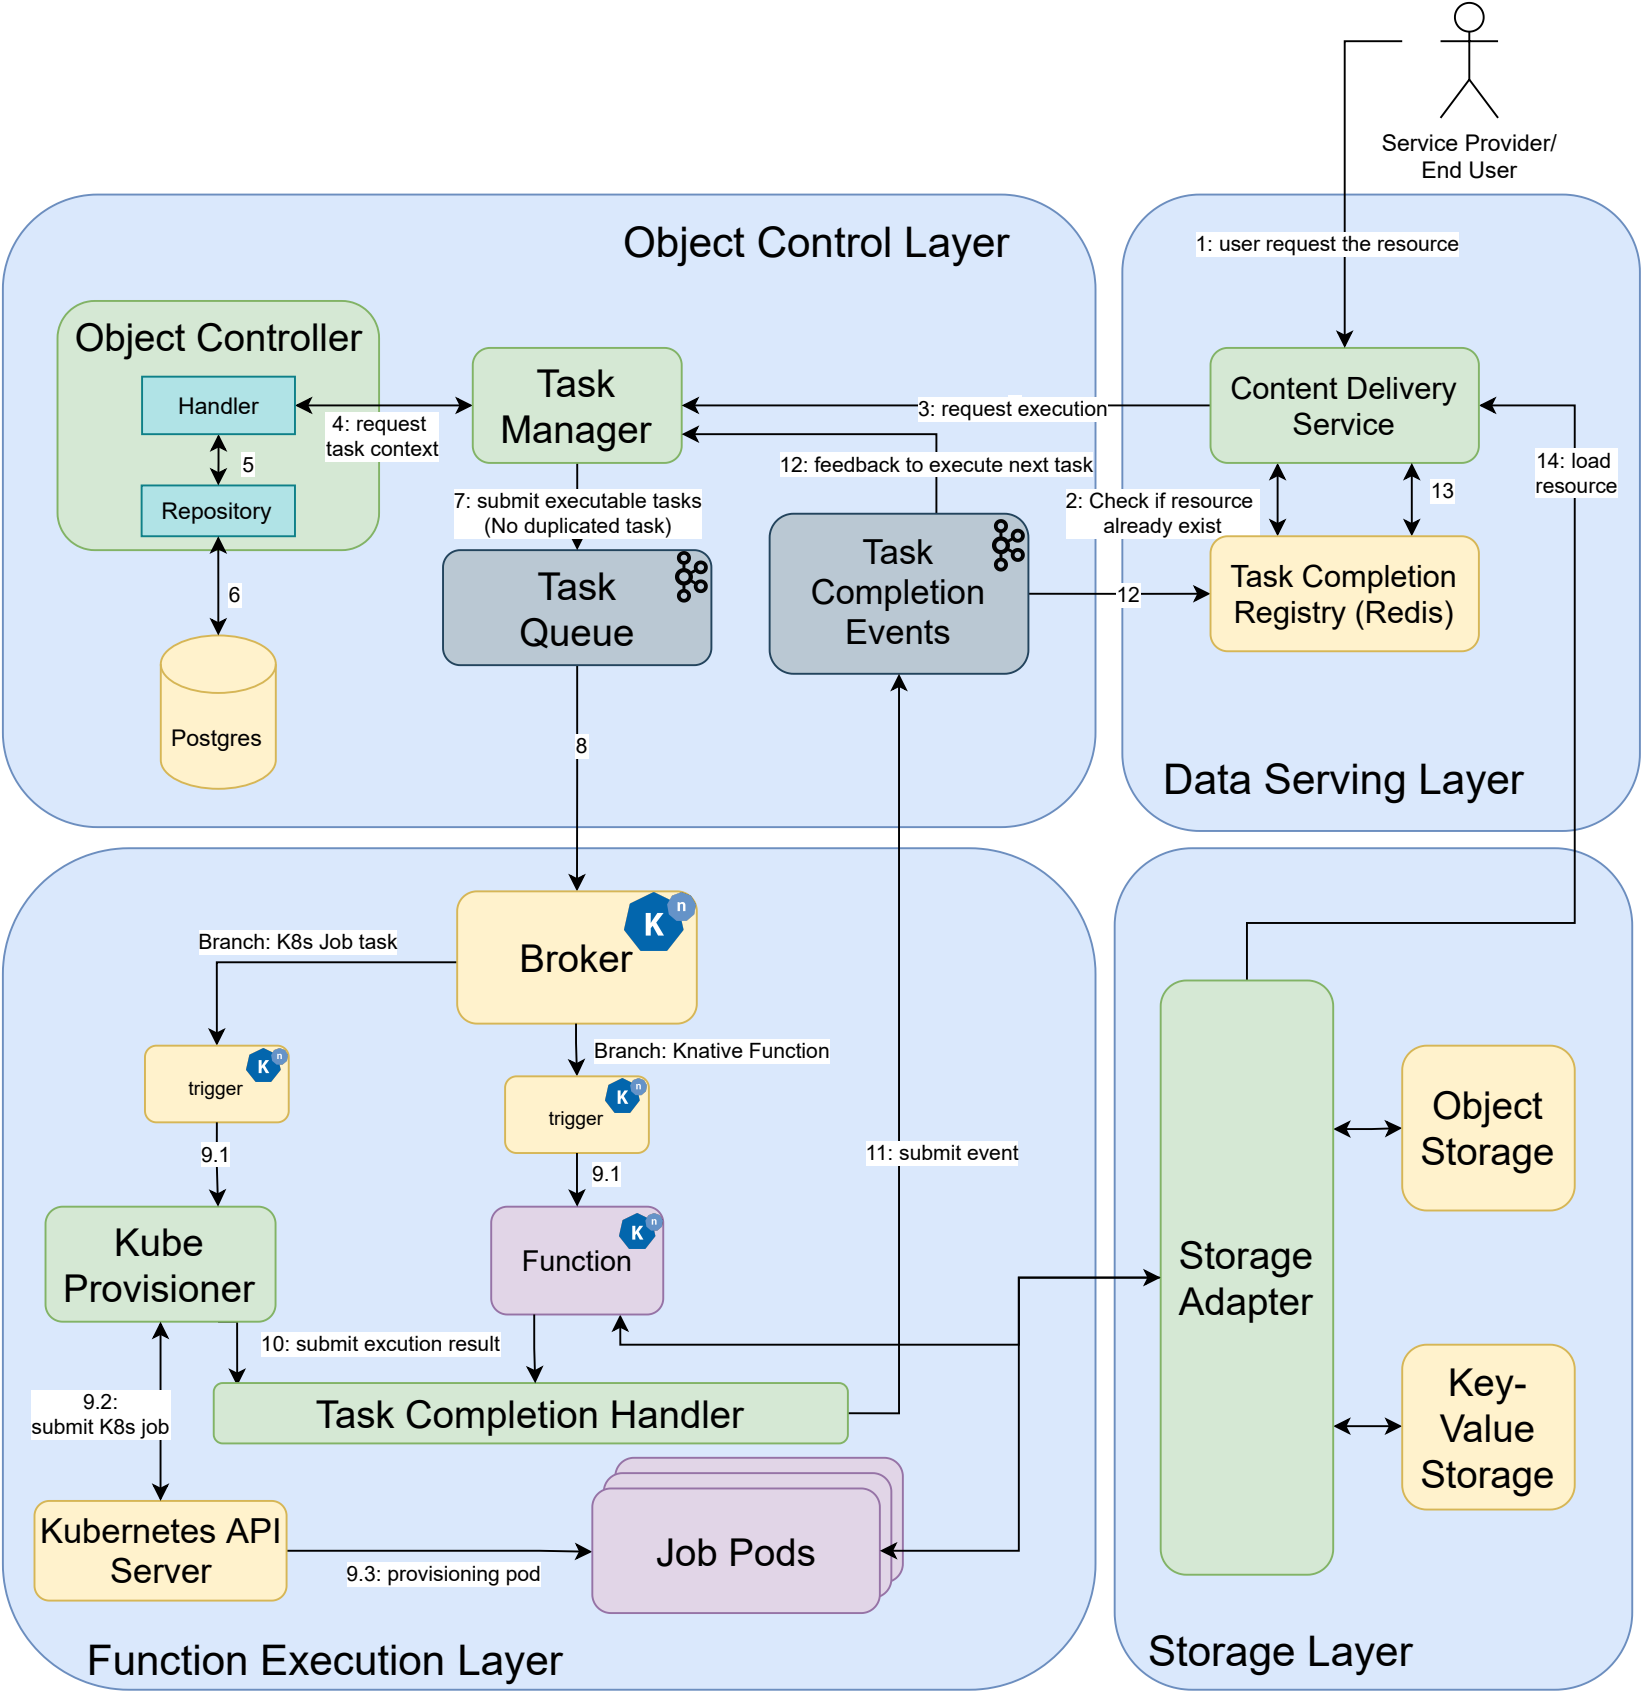 Service Provider/
End User
Object Control Layer
1: user request the resource
Object Controller
Handler
4: request
task context
5
Repository
6
Postgres
Task
Manager
3: request execution
12: feedback to execute next task
7: submit executable tasks
(No duplicated task)
Task
Queue
Task
Completion
Events
12
8
Content Delivery
Service
2: Check if resource
already exist
13
14: load
resource
Task Completion
Registry (Redis)
Data Serving Layer
Broker
K
n
Branch: K8s Job task
Branch: Knative Function
trigger
K
n
trigger
K
n
9.1
9.1
11: submit event
Kube
Provisioner
Function
K
n
10: submit excution result
9.2:
submit K8s job
Task Completion Handler
Kubernetes API
Server
9.3: provisioning pod
Job Pods
Function Execution Layer
Storage
Adapter
Object
Storage
Key-
Value
Storage
Storage Layer